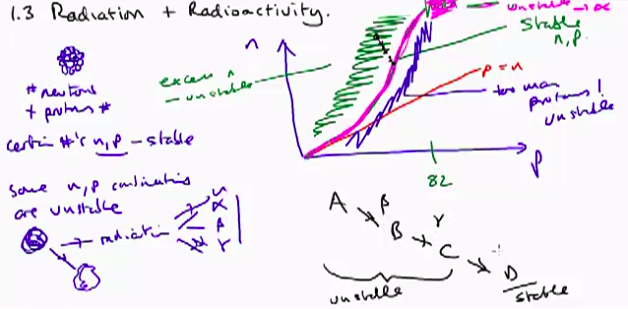 1.3 Radiation + Radioactivity.
# neutrons
+ protons #
certain #'s n,p - stable
some n,p combinations
are unstable
→ radiation
n
α
β
γ
n
excess n
- unstable
unstable → α
stable
n, p.
p = n
too many
protons!
unstable
p
82
A
β
B
γ
C
D
unstable
stable